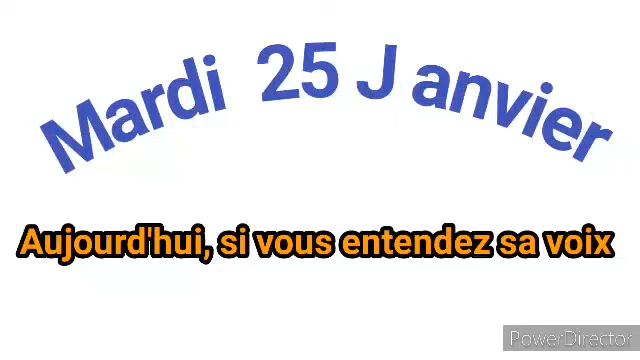 Mardi 25 J anvier
Aujourd'hui, si vous entendez sa voix
PowerDirector